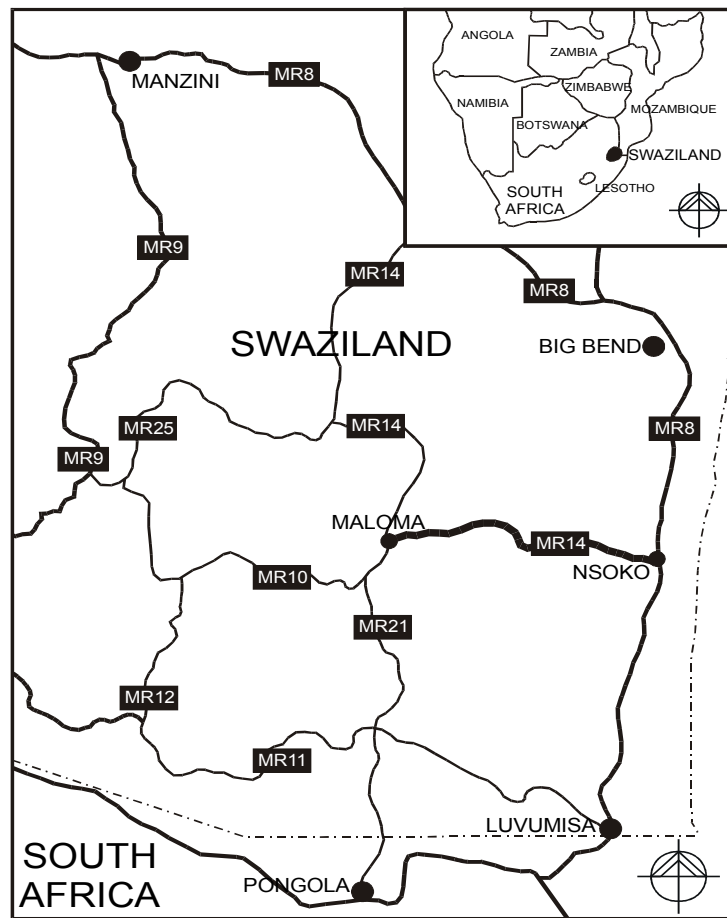 ANGOLA
ZAMBIA
ZIMBABWE
MOZAMBIQUE
NAMIBIA
BOTSWANA
SWAZILAND
LESOTHO
SOUTH
AFRICA
MANZINI
MR8
MR9
MR14
MR8
SWAZILAND
BIG BEND
MR25
MR14
MR8
MR9
MALOMA
MR14
NSOKO
MR10
MR21
MR12
MR11
LUVUMISA
SOUTH
AFRICA
PONGOLA